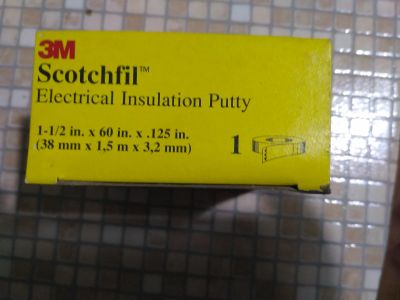 3M
Scotchfil™
Electrical Insulation Putty
1-1/2 in. x 60 in. x .125 in.
(38 mm x 1,5 m x 3,2 mm)
1